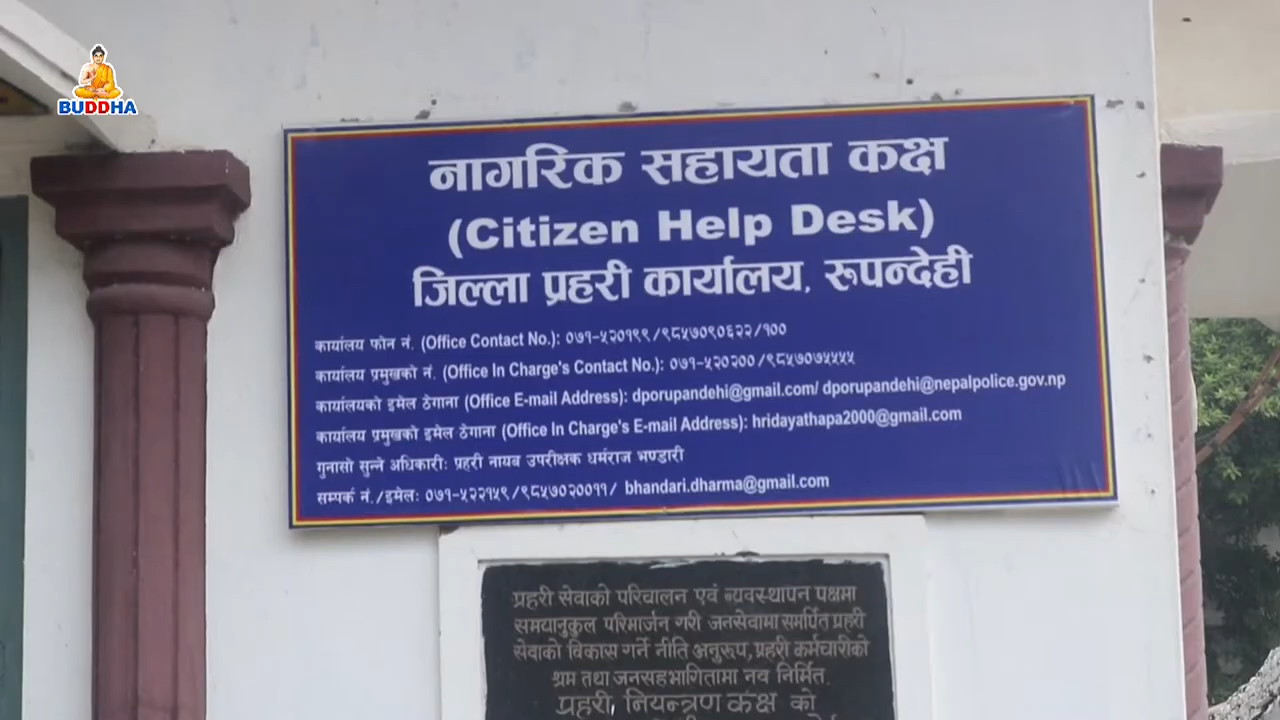 BUDDHA
नागरिक सहायता कक्ष
(Citizen Help Desk)
जिल्ला प्रहरी कार्यालय, रुपन्देही
कार्यालय फोन नं. (Office Contact No.): ०७१-५२०१९९/९८५७०९०६२२/१००
कार्यालय प्रमुखको नं. (Office In Charge's Contact No.): ०७१-५२०२००/९८५७०७५५५५
कार्यालयको इमेल ठेगाना (Office E-mail Address): dporupandehi@gmail.com/ dporupandehi@nepalpolice.gov.np
कार्यालय प्रमुखको इमेल ठेगाना (Office In Charge's E-mail Address): hridayathapa2000@gmail.com
गुनासो सुन्ने अधिकारी: प्रहरी नायब उपरीक्षक धर्मराज भण्डारी
सम्पर्क नं./इमेल: ०७१-५२२१५९/९८५७०२००११/ bhandari.dharma@gmail.com
प्रहरी सेवाको परिचालन एवं व्यवस्थापन पक्षमा
समयानुकुल परिमार्जन गरी जनसेवामा समर्पित प्रहरी
सेवाको विकास गर्ने नीति अनुरूप, प्रहरी कर्मचारीको
श्रम तथा जनसहभागितामा नव निर्मित.
प्रहरी नियन्त्रण कक्ष को